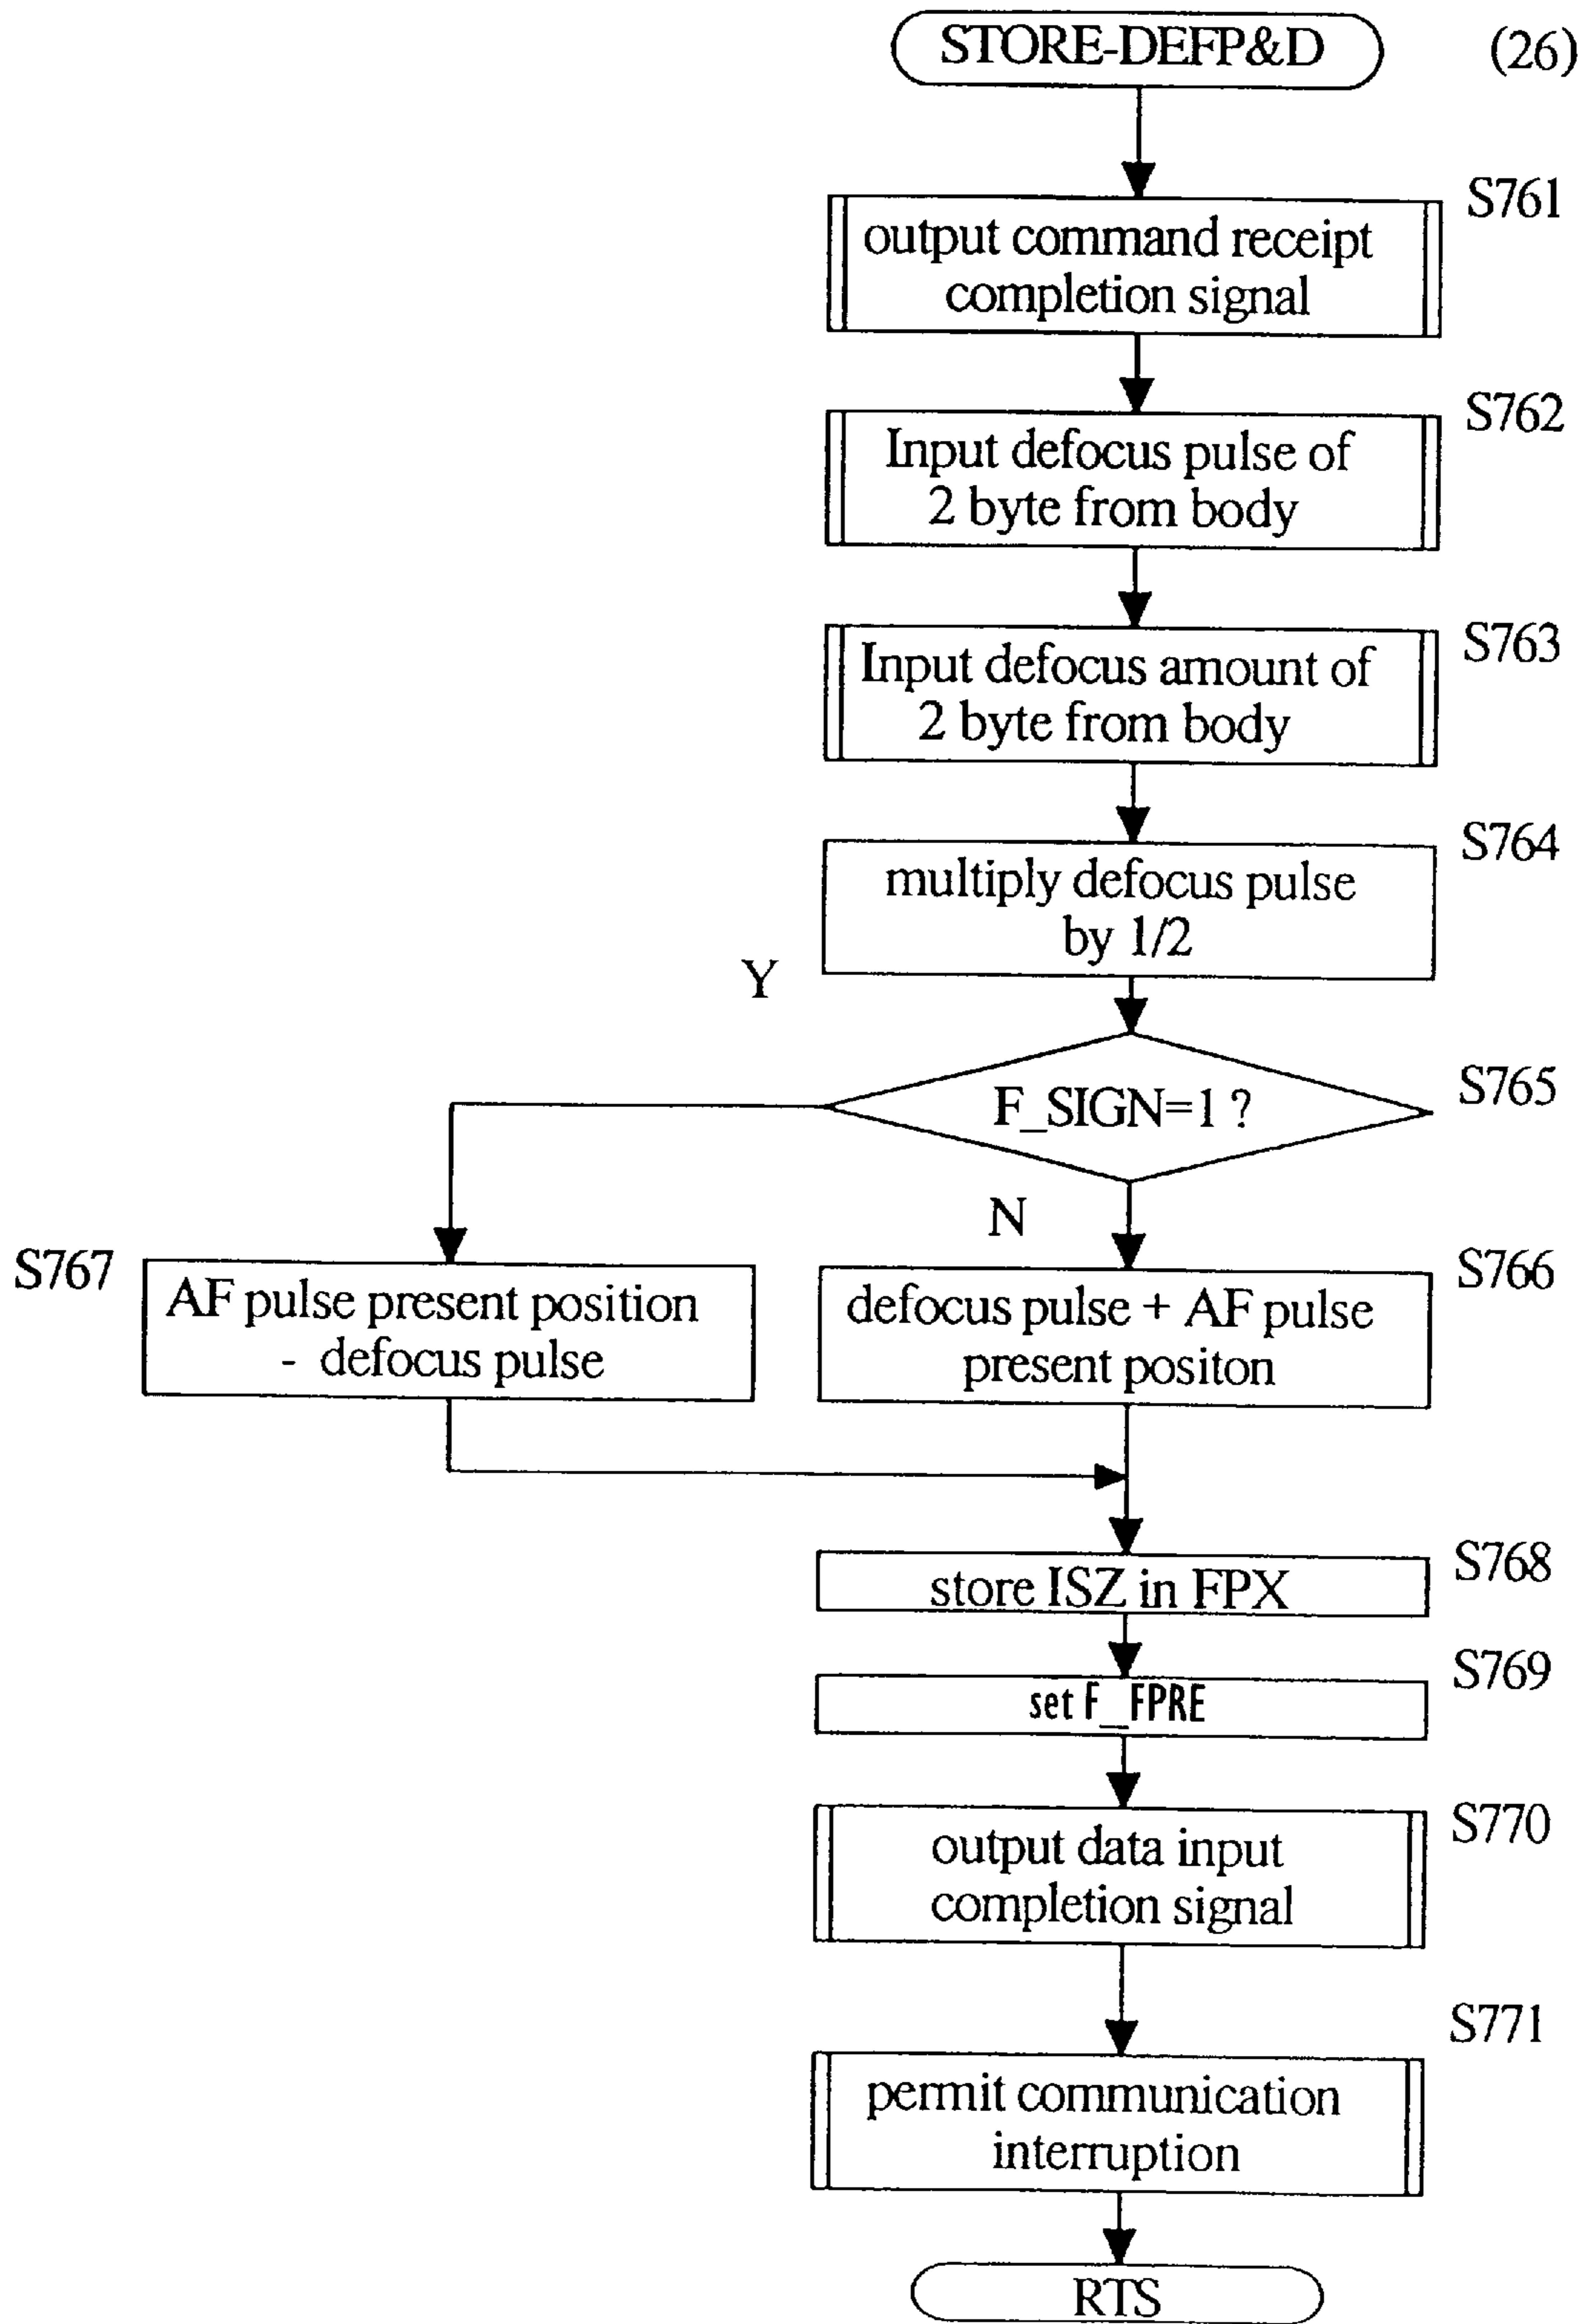 STORE-DEFP&D
(26)
S761
output command receipt
completion signal
S762
Input defocus pulse of
2 byte from body
S763
Input defocus amount of
2 byte from body
S764
multiply defocus pulse
by 1/2
Y
S765
F_SIGN=1 ?
N
S767
AF pulse present position
- defocus pulse
S766
defocus pulse + AF pulse
present positon
S768
store ISZ in FPX
S769
set F_FPRE
S770
output data input
completion signal
S771
permit communication
interruption
RTS